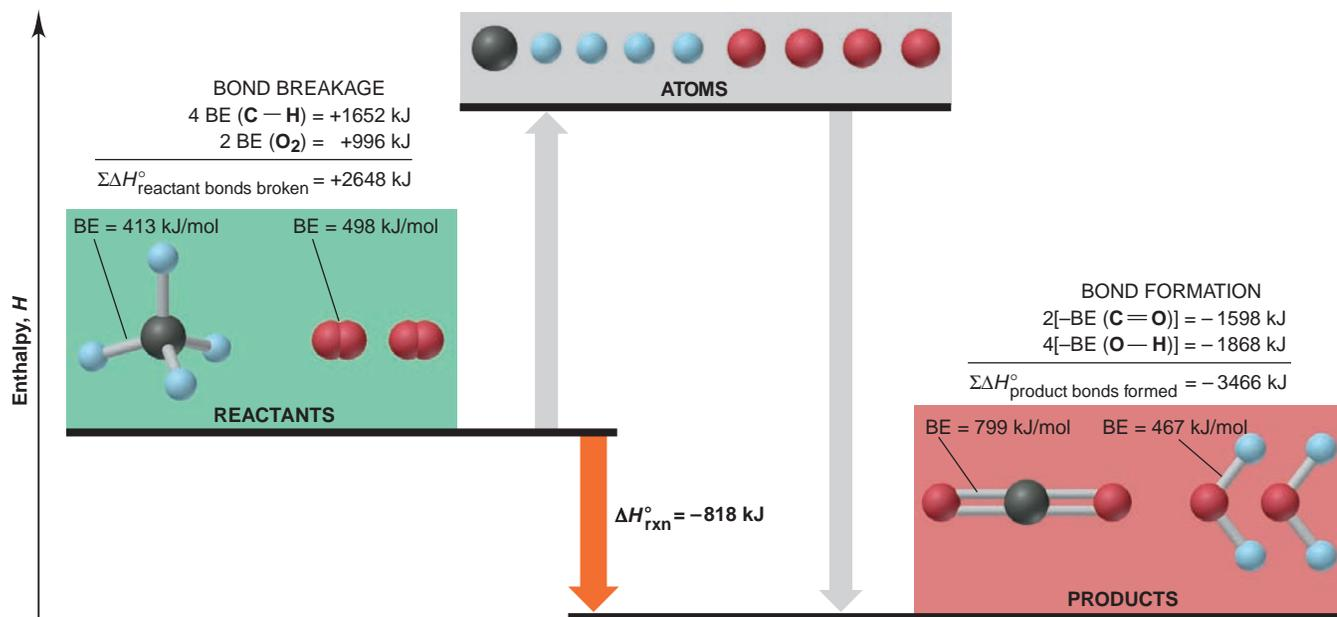 Enthalpy, H
ATOMS
BOND BREAKAGE
4 BE (C — H) = +1652 kJ
2 BE (O₂) = +996 kJ
ΣΔH°reactant bonds broken = +2648 kJ
BE = 413 kJ/mol
BE = 498 kJ/mol
REACTANTS
ΔH°rxn = –818 kJ
BOND FORMATION
2[–BE (C═O)] = – 1598 kJ
4[–BE (O — H)] = – 1868 kJ
ΣΔH°product bonds formed = – 3466 kJ
BE = 799 kJ/mol
BE = 467 kJ/mol
PRODUCTS